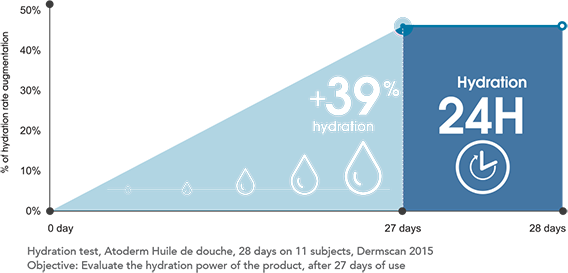 50%
40%
30%
20%
10%
0%
% of hydration rate augmentation
+39%
hydration
Hydration
24H
0 day
27 days
28 days
Hydration test, Atoderm Huile de douche, 28 days on 11 subjects, Dermscan 2015
Objective: Evaluate the hydration power of the product, after 27 days of use